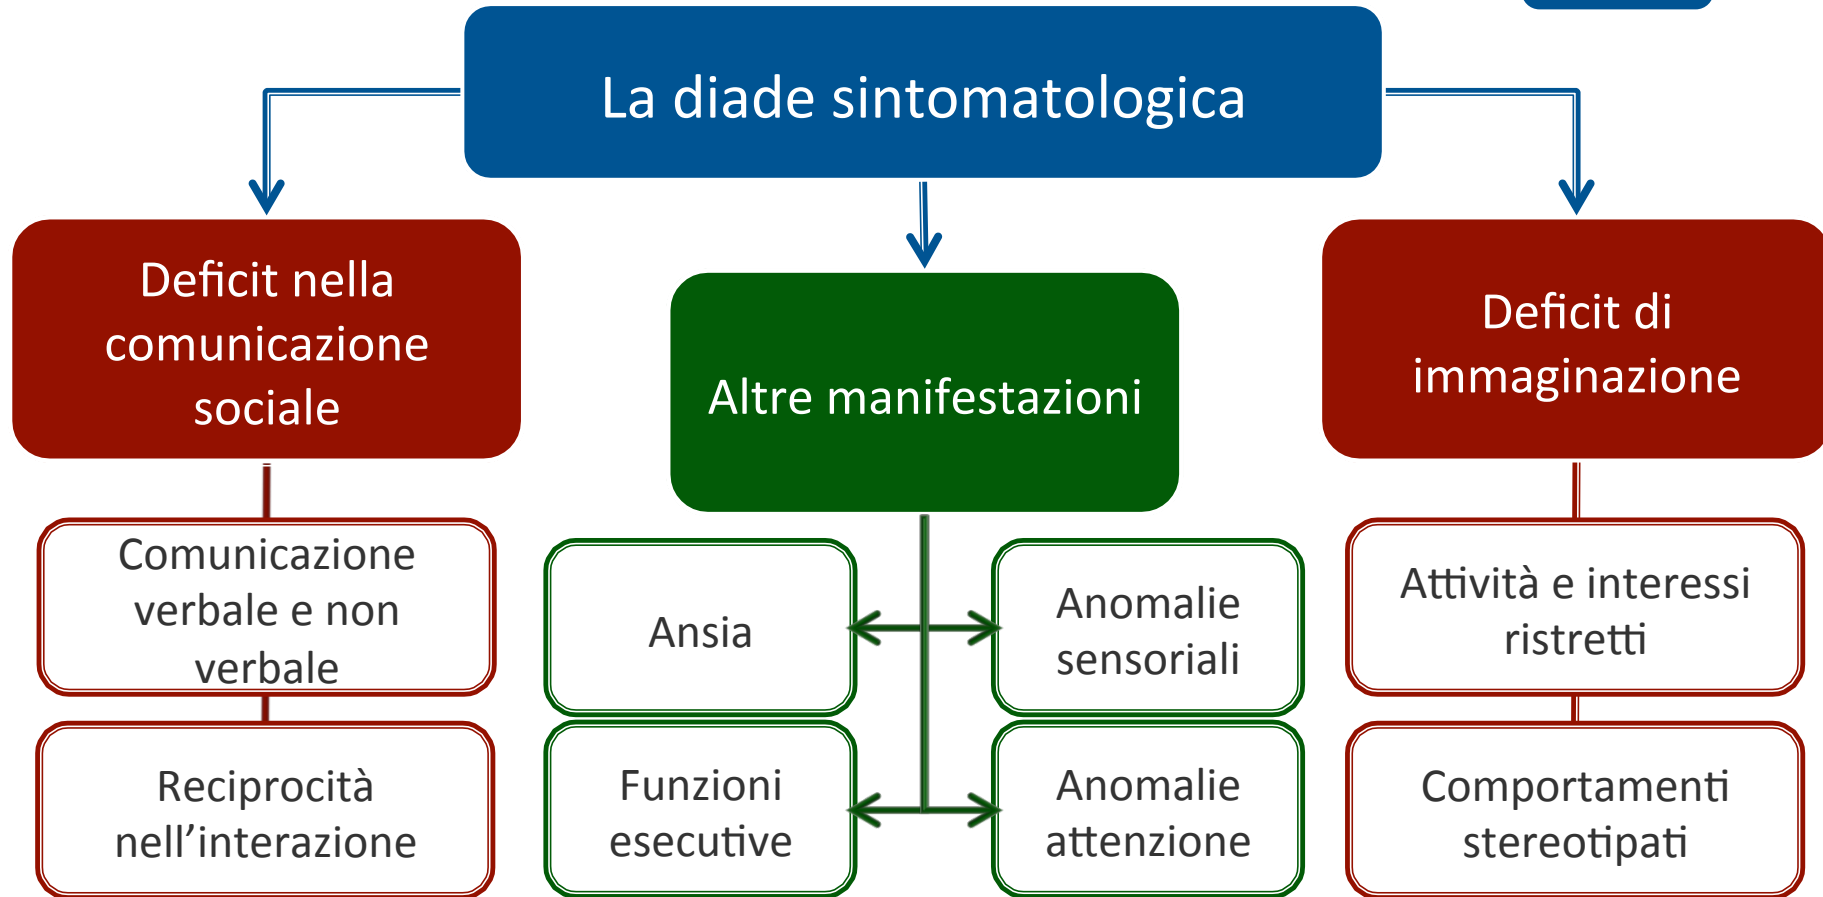 La diade sintomatologica
Deficit nella
comunicazione
sociale
Altre manifestazioni
Deficit di
immaginazione
Comunicazione
verbale e non
verbale
Reciprocità
nell’interazione
Ansia
Anomalie
sensoriali
Funzioni
esecutive
Anomalie
attenzione
Attività e interessi
ristretti
Comportamenti
stereotipati